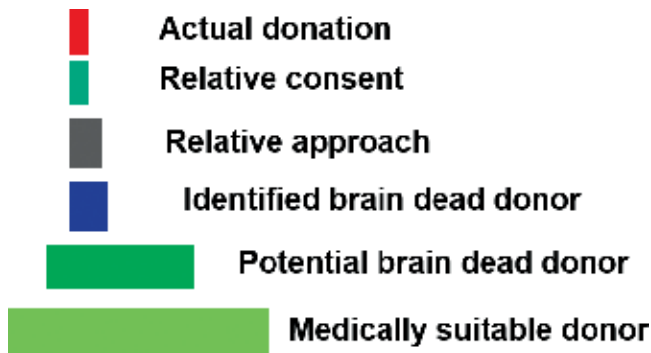 Actual donation
Relative consent
Relative approach
Identified brain dead donor
Potential brain dead donor
Medically suitable donor